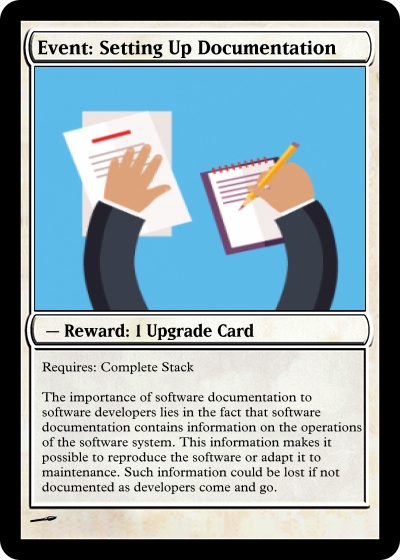 Event: Setting Up Documentation
— Reward: 1 Upgrade Card
Requires: Complete Stack
The importance of software documentation to
software developers lies in the fact that software
documentation contains information on the operations
of the software system. This information makes it
possible to reproduce the software or adapt it to
maintenance. Such information could be lost if not
documented as developers come and go.